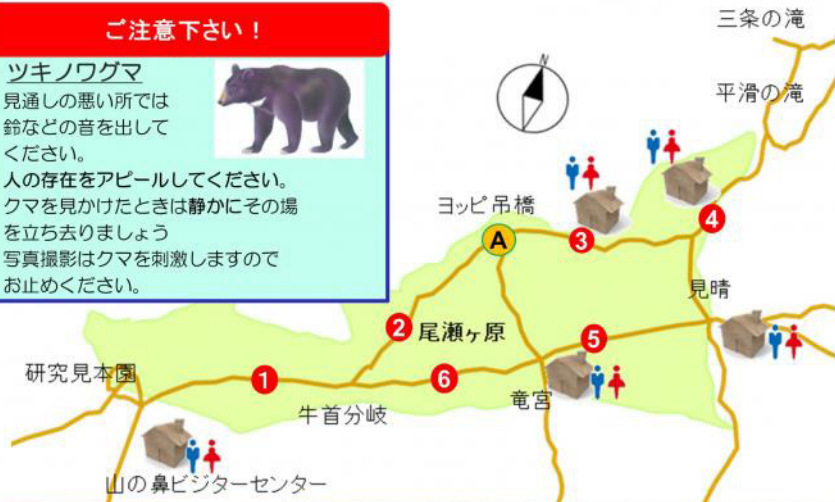 ご注意下さい!
ツキノワグマ
見通しの悪い所では
鈴などの音を出して
ください。
人の存在をアピールしてください。
クマを見かけたときは静かにその場
を立ち去りましょう
写真撮影はクマを刺激しますので
お止めください。
三条の滝
平滑の滝
N
ヨッピ吊橋
A
3
4
見晴
2
尾瀬ヶ原
5
研究見本園
1
6
牛首分岐
竜宮
山の鼻ビジターセンター